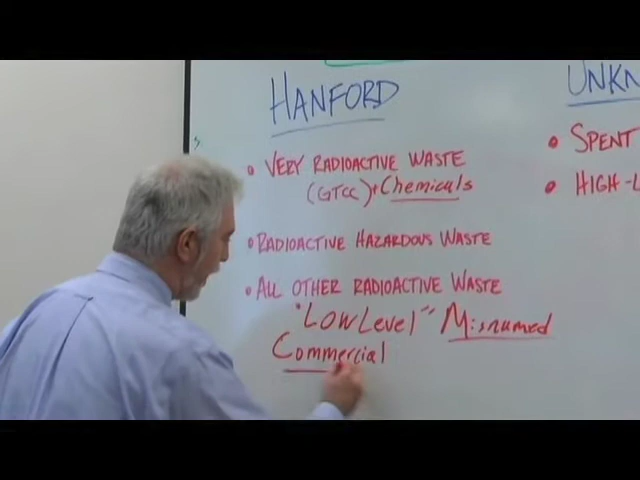 HANFORD
• VERY RADIOACTIVE WASTE
(GTCC) + Chemicals
• RADIOACTIVE HAZARDOUS WASTE
• ALL OTHER RADIOACTIVE WASTE
"Low Level" Misnamed
Commercial
UNKN
• SPENT
• HIGH-L